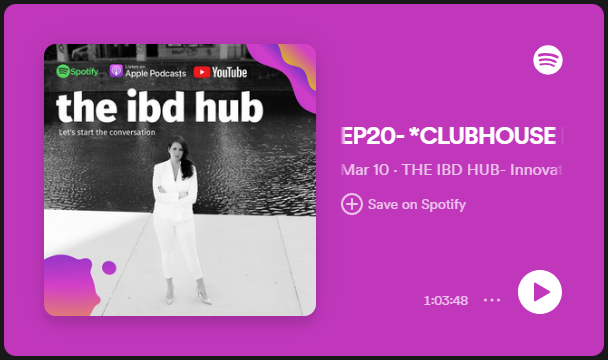 Spotify
LISTEN ON
Apple Podcasts
YouTube
the ibd hub
Let's start the conversation
EP20- *CLUBHOUSE
Mar 10 · THE IBD HUB- Innovat
Save on Spotify
1:03:48